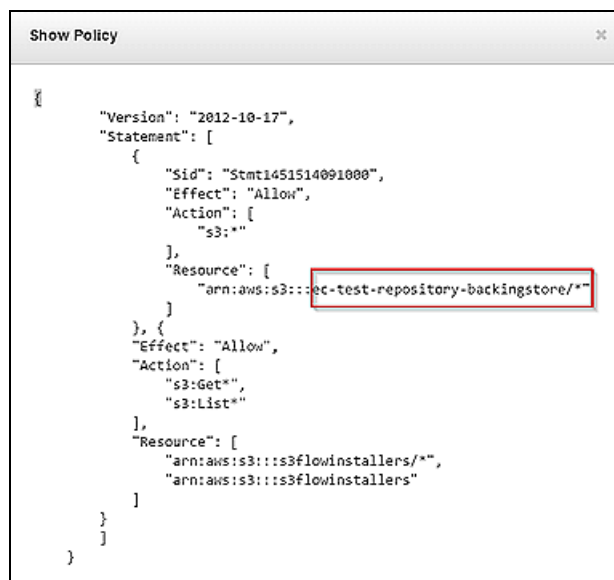 Show Policy ×
{
"Version": "2012-10-17",
"Statement": [
{
"Sid": "Stmt1451514091000",
"Effect": "Allow",
"Action": [
"s3:*"
],
"Resource": [
"arn:aws:s3:::ec-test-repository-backingstore/*"
]
}, {
"Effect": "Allow",
"Action": [
"s3:Get*",
"s3:List*"
],
"Resource": [
"arn:aws:s3:::s3flowinstallers/*",
"arn:aws:s3:::s3flowinstallers"
]
}
]
}